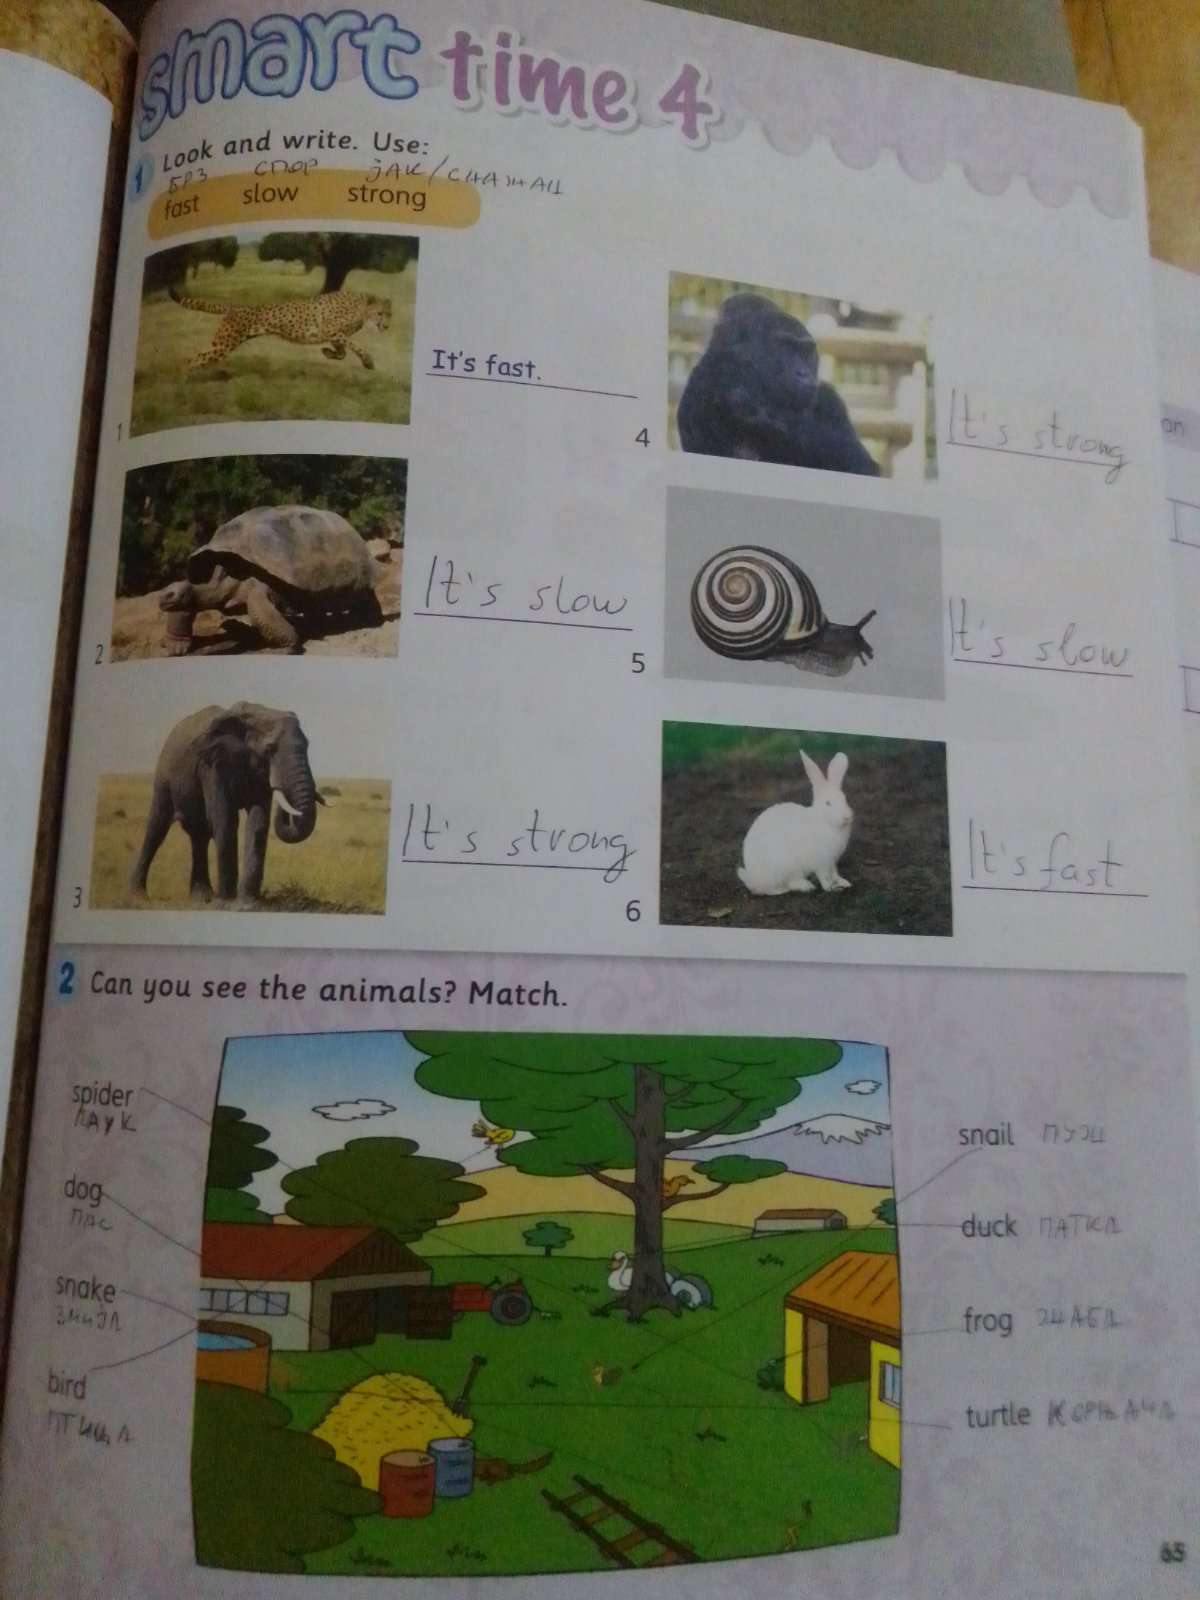 smart time 4
1 Look and write. Use:
брз спор јак/снажан
fast slow strong
1 It's fast.
2 It's slow
3 It's strong
4 It's strong
5 It's slow
6 It's fast
2 Can you see the animals? Match.
spider
паук
dog
пас
snake
змија
bird
птица
snail пуж
duck патка
frog жаба
turtle корњача
65
on